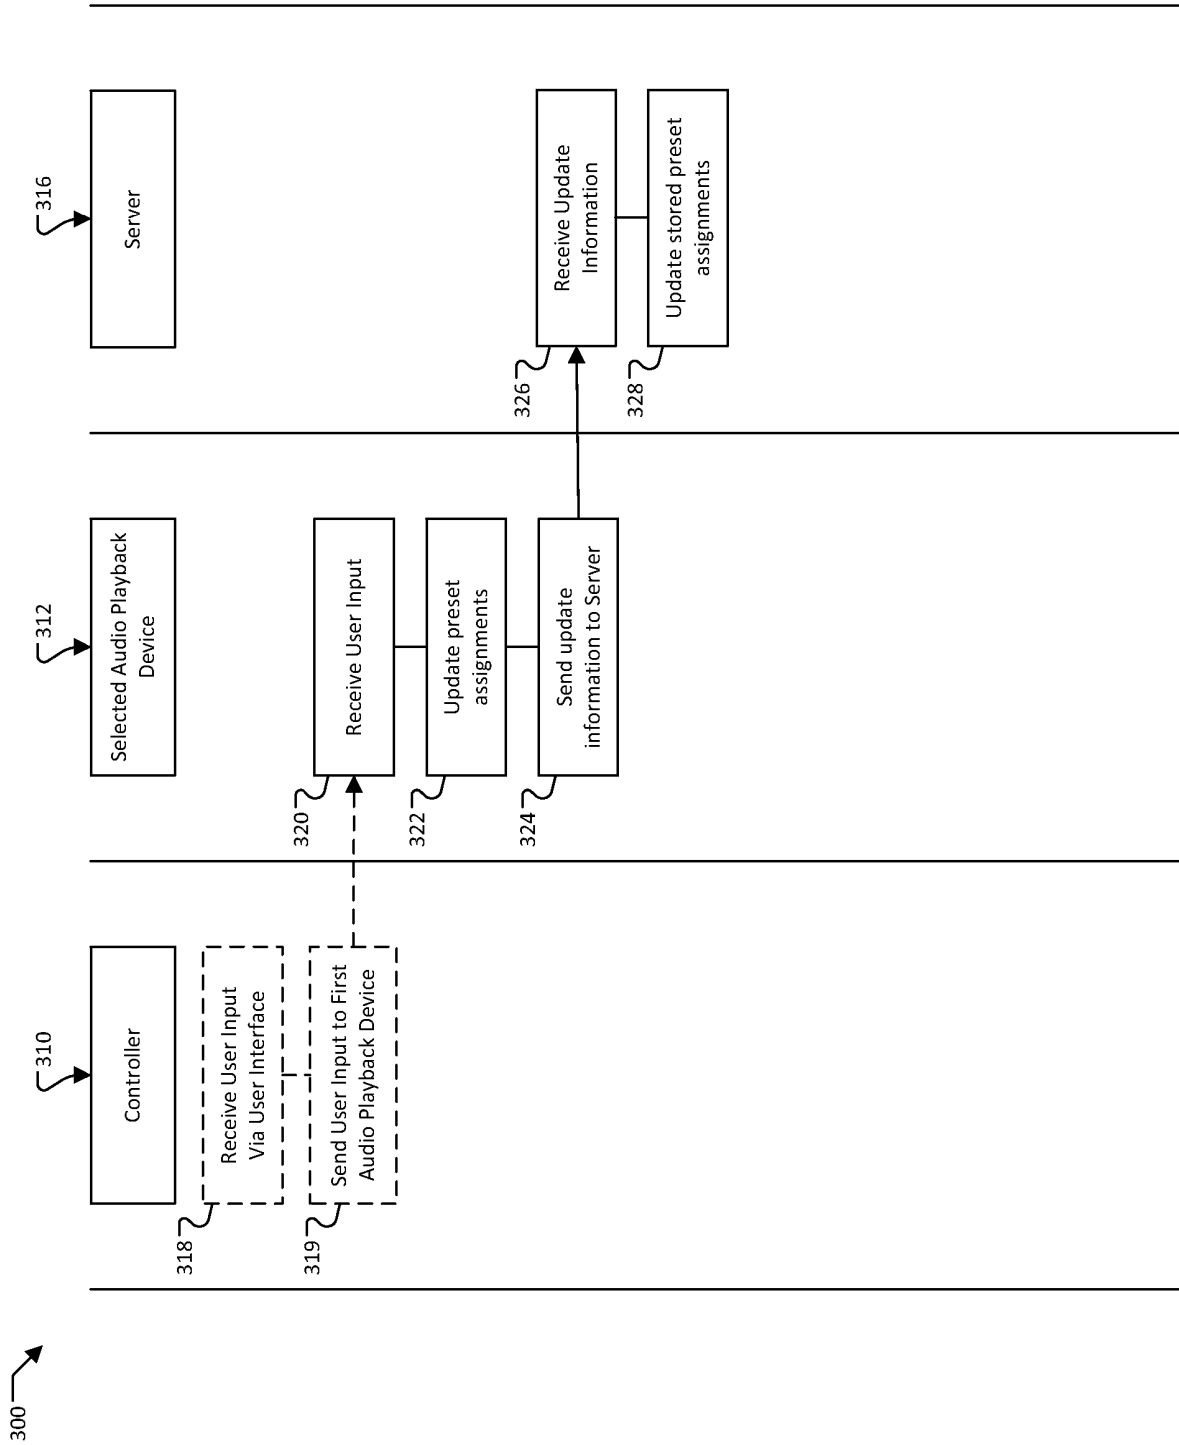 300
310
Controller
318
Receive User Input
Via User Interface
319
Send User Input to First
Audio Playback Device
312
Selected Audio Playback
Device
320
Receive User Input
322
Update preset
assignments
324
Send update
information to Server
316
Server
326
Receive Update
Information
328
Update stored preset
assignments